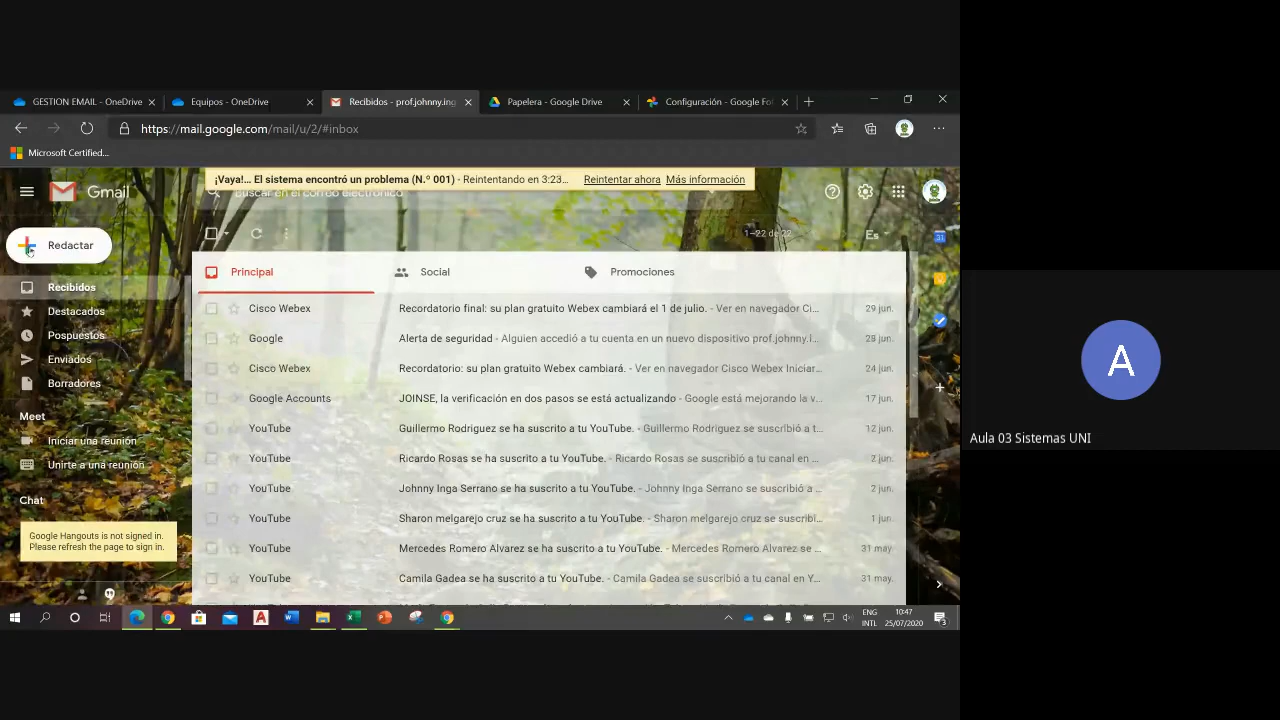 GESTION EMAIL - OneDrive
Equipos - OneDrive
Recibidos - prof.johnny.ing
Papelera - Google Drive
Configuración - Google Fo
https://mail.google.com/mail/u/2/#inbox
Microsoft Certified...
¡Vaya!... El sistema encontró un problema (N.º 001) - Reintentando en 3:23... Reintentar ahora Más información
Gmail
Buscar en el correo electrónico
Redactar
1–22 de 22
Es
31
Recibidos
Destacados
Pospuestos
Enviados
Borradores
Meet
Iniciar una reunión
Unirte a una reunión
Chat
Google Hangouts is not signed in.
Please refresh the page to sign in.
Principal Social Promociones
Cisco Webex Recordatorio final: su plan gratuito Webex cambiará el 1 de julio. - Ver en navegador Ci... 29 jun.
Google Alerta de seguridad - Alguien accedió a tu cuenta en un nuevo dispositivo prof.johnny.i... 28 jun.
Cisco Webex Recordatorio: su plan gratuito Webex cambiará. - Ver en navegador Cisco Webex Iniciar... 24 jun.
Google Accounts JOINSE, la verificación en dos pasos se está actualizando - Google está mejorando la v... 17 jun.
YouTube Guillermo Rodriguez se ha suscrito a tu YouTube. - Guillermo Rodriguez se suscribió a t... 12 jun.
YouTube Ricardo Rosas se ha suscrito a tu YouTube. - Ricardo Rosas se suscribió a tu canal en ... 2 jun.
YouTube Johnny Inga Serrano se ha suscrito a tu YouTube. - Johnny Inga Serrano se suscribió a ... 2 jun.
YouTube Sharon melgarejo cruz se ha suscrito a tu YouTube. - Sharon melgarejo cruz se suscribi... 1 jun.
YouTube Mercedes Romero Alvarez se ha suscrito a tu YouTube. - Mercedes Romero Alvarez se ... 31 may.
YouTube Camila Gadea se ha suscrito a tu YouTube. - Camila Gadea se suscribió a tu canal en Y... 31 may.
ENG
INTL
10:47
25/07/2020
3
A
Aula 03 Sistemas UNI